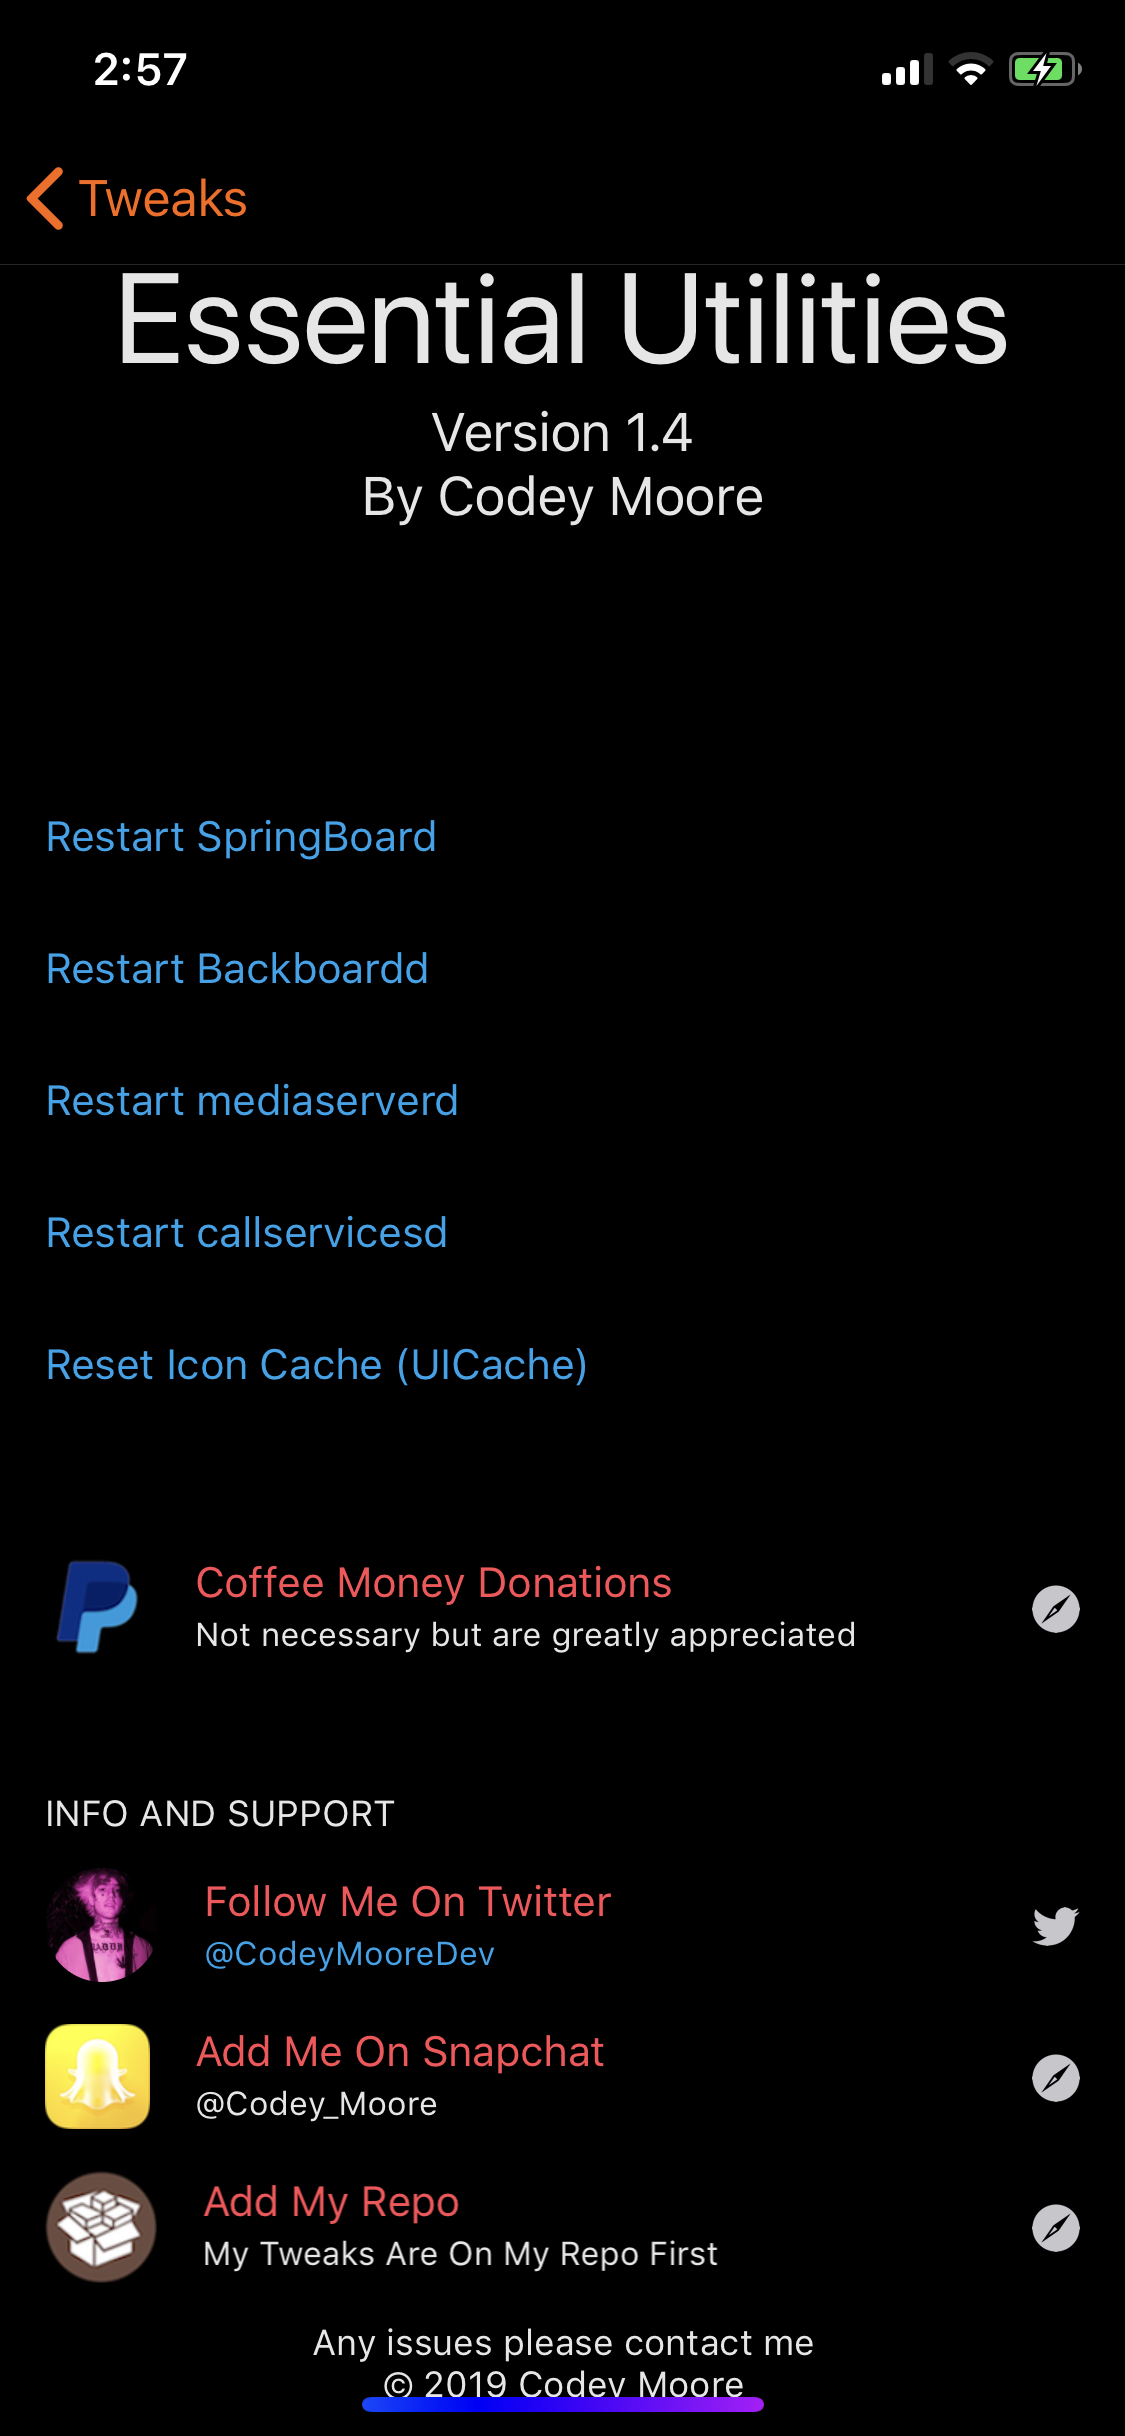 2:57
Tweaks
Essential Utilities
Version 1.4
By Codey Moore
Restart SpringBoard
Restart Backboardd
Restart mediaserverd
Restart callservicesd
Reset Icon Cache (UICache)
Coffee Money Donations
Not necessary but are greatly appreciated
INFO AND SUPPORT
Follow Me On Twitter
@CodeyMooreDev
Add Me On Snapchat
@Codey_Moore
Add My Repo
My Tweaks Are On My Repo First
Any issues please contact me
© 2019 Codey Moore